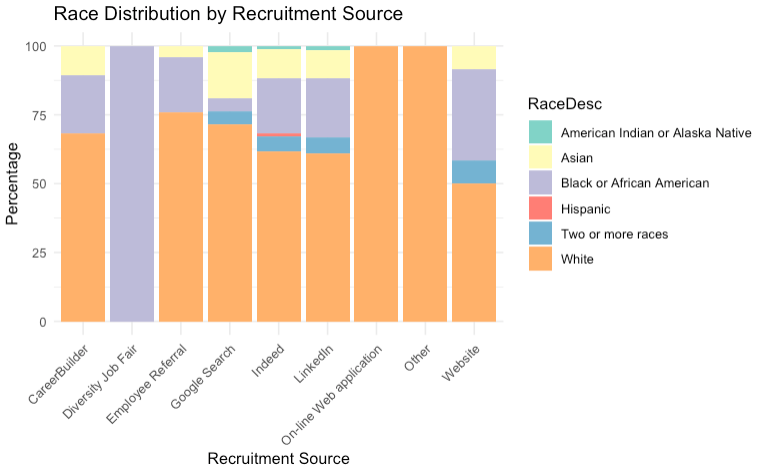 Race Distribution by Recruitment Source
Percentage
100
75
50
25
0
CareerBuilder
Diversity Job Fair
Employee Referral
Google Search
Indeed
LinkedIn
On-line Web application
Other
Website
Recruitment Source
RaceDesc
American Indian or Alaska Native
Asian
Black or African American
Hispanic
Two or more races
White